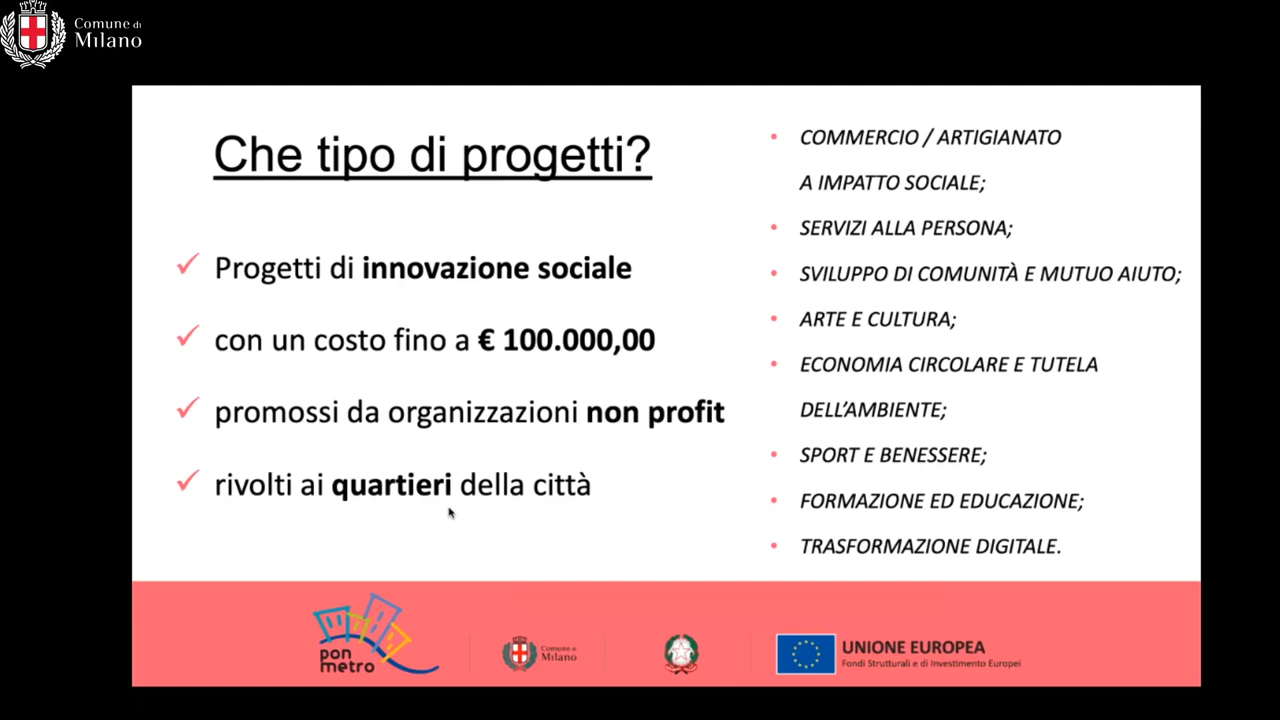 Comune di
Milano
Che tipo di progetti?
Progetti di innovazione sociale
con un costo fino a € 100.000,00
promossi da organizzazioni non profit
rivolti ai quartieri della città
COMMERCIO / ARTIGIANATO
A IMPATTO SOCIALE;
SERVIZI ALLA PERSONA;
SVILUPPO DI COMUNITÀ E MUTUO AIUTO;
ARTE E CULTURA;
ECONOMIA CIRCOLARE E TUTELA
DELL'AMBIENTE;
SPORT E BENESSERE;
FORMAZIONE ED EDUCAZIONE;
TRASFORMAZIONE DIGITALE.
pon
metro
Comune di
Milano
UNIONE EUROPEA
Fondi Strutturali e di Investimento Europei